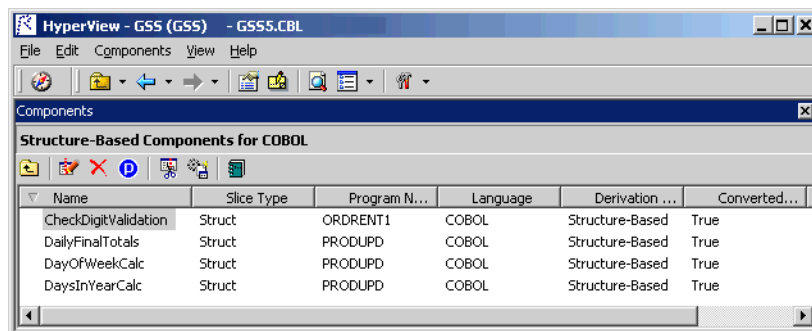 HyperView - GSS (GSS) - GSS5.CBL
File Edit Components View Help
Components
Structure-Based Components for COBOL
Name Slice Type Program N... Language Derivation ... Converted...
CheckDigitValidation Struct ORDRENT1 COBOL Structure-Based True
DailyFinalTotals Struct PRODUPD COBOL Structure-Based True
DayOfWeekCalc Struct PRODUPD COBOL Structure-Based True
DaysInYearCalc Struct PRODUPD COBOL Structure-Based True